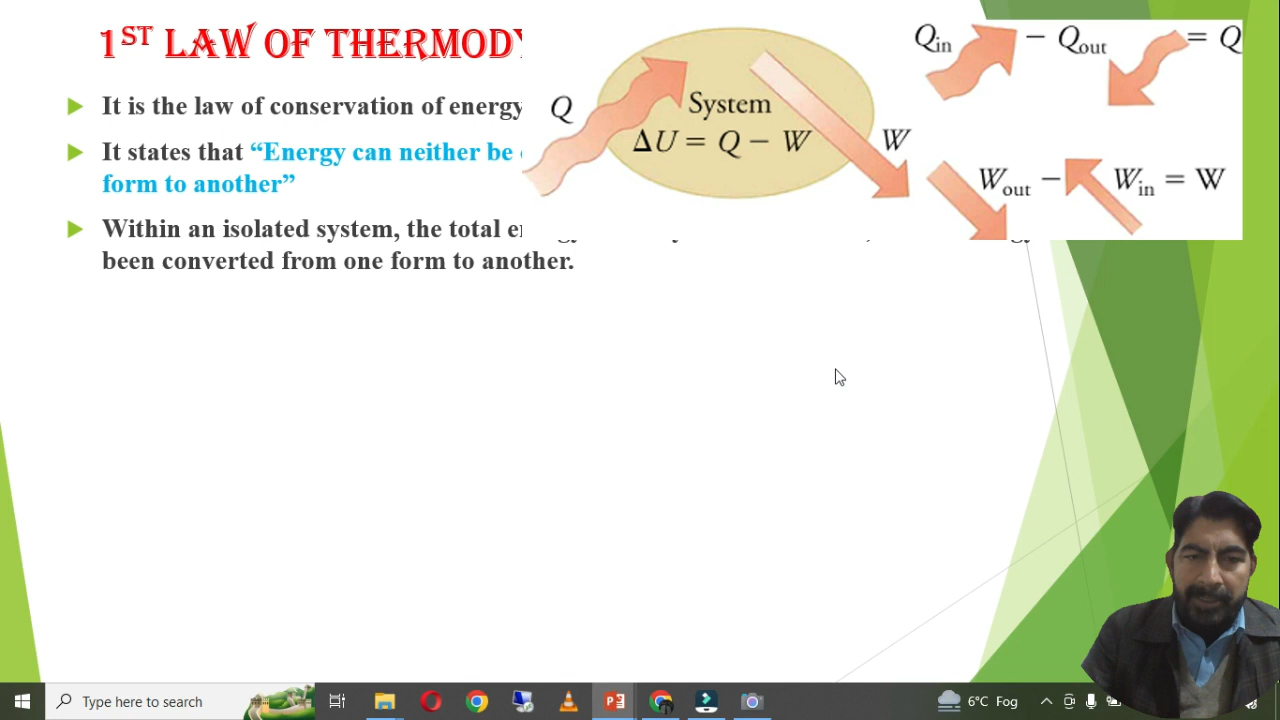 1ST LAW OF THERMODY
It is the law of conservation of energy
It states that “Energy can neither be
form to another”
Within an isolated system, the total
been converted from one form to another.
Q
System
ΔU = Q − W
W
Qin − Qout = Q
Wout − Win = W
Type here to search
6°C Fog